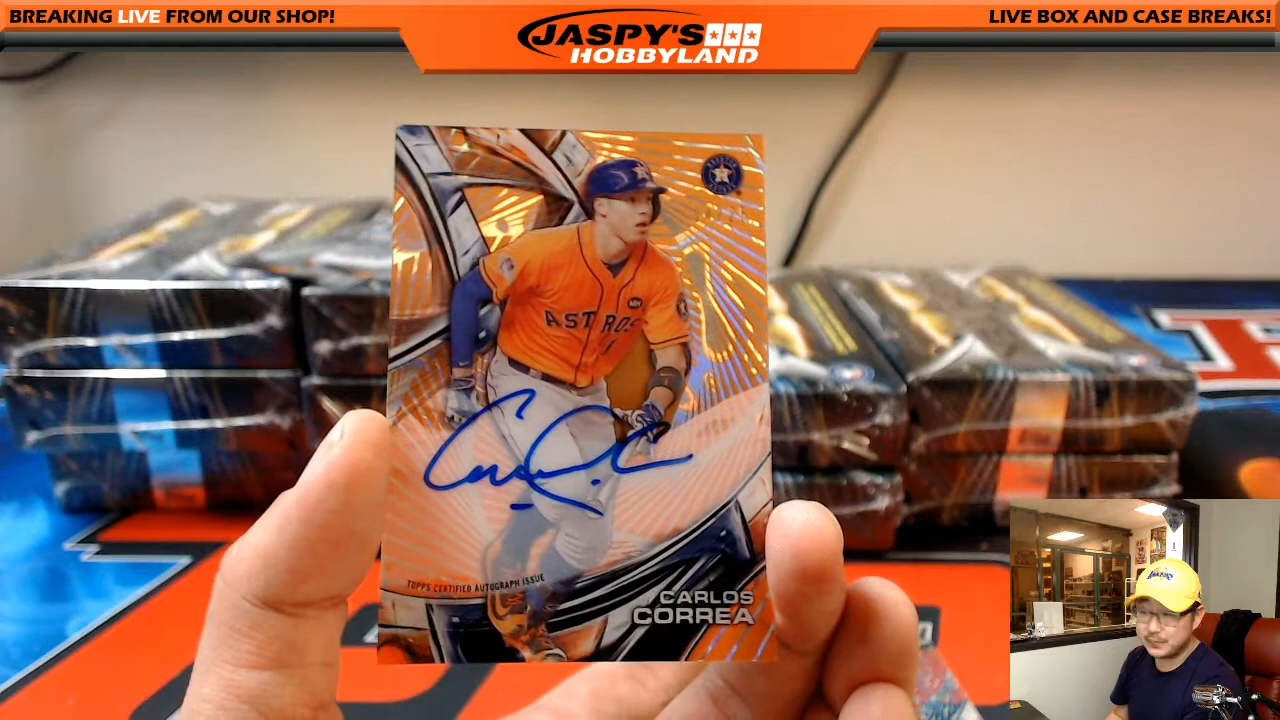 BREAKING LIVE FROM OUR SHOP!
JASPY'S
HOBBYLAND
LIVE BOX AND CASE BREAKS!
ASTROS
TOPPS CERTIFIED AUTOGRAPH ISSUE
CARLOS
CORREA